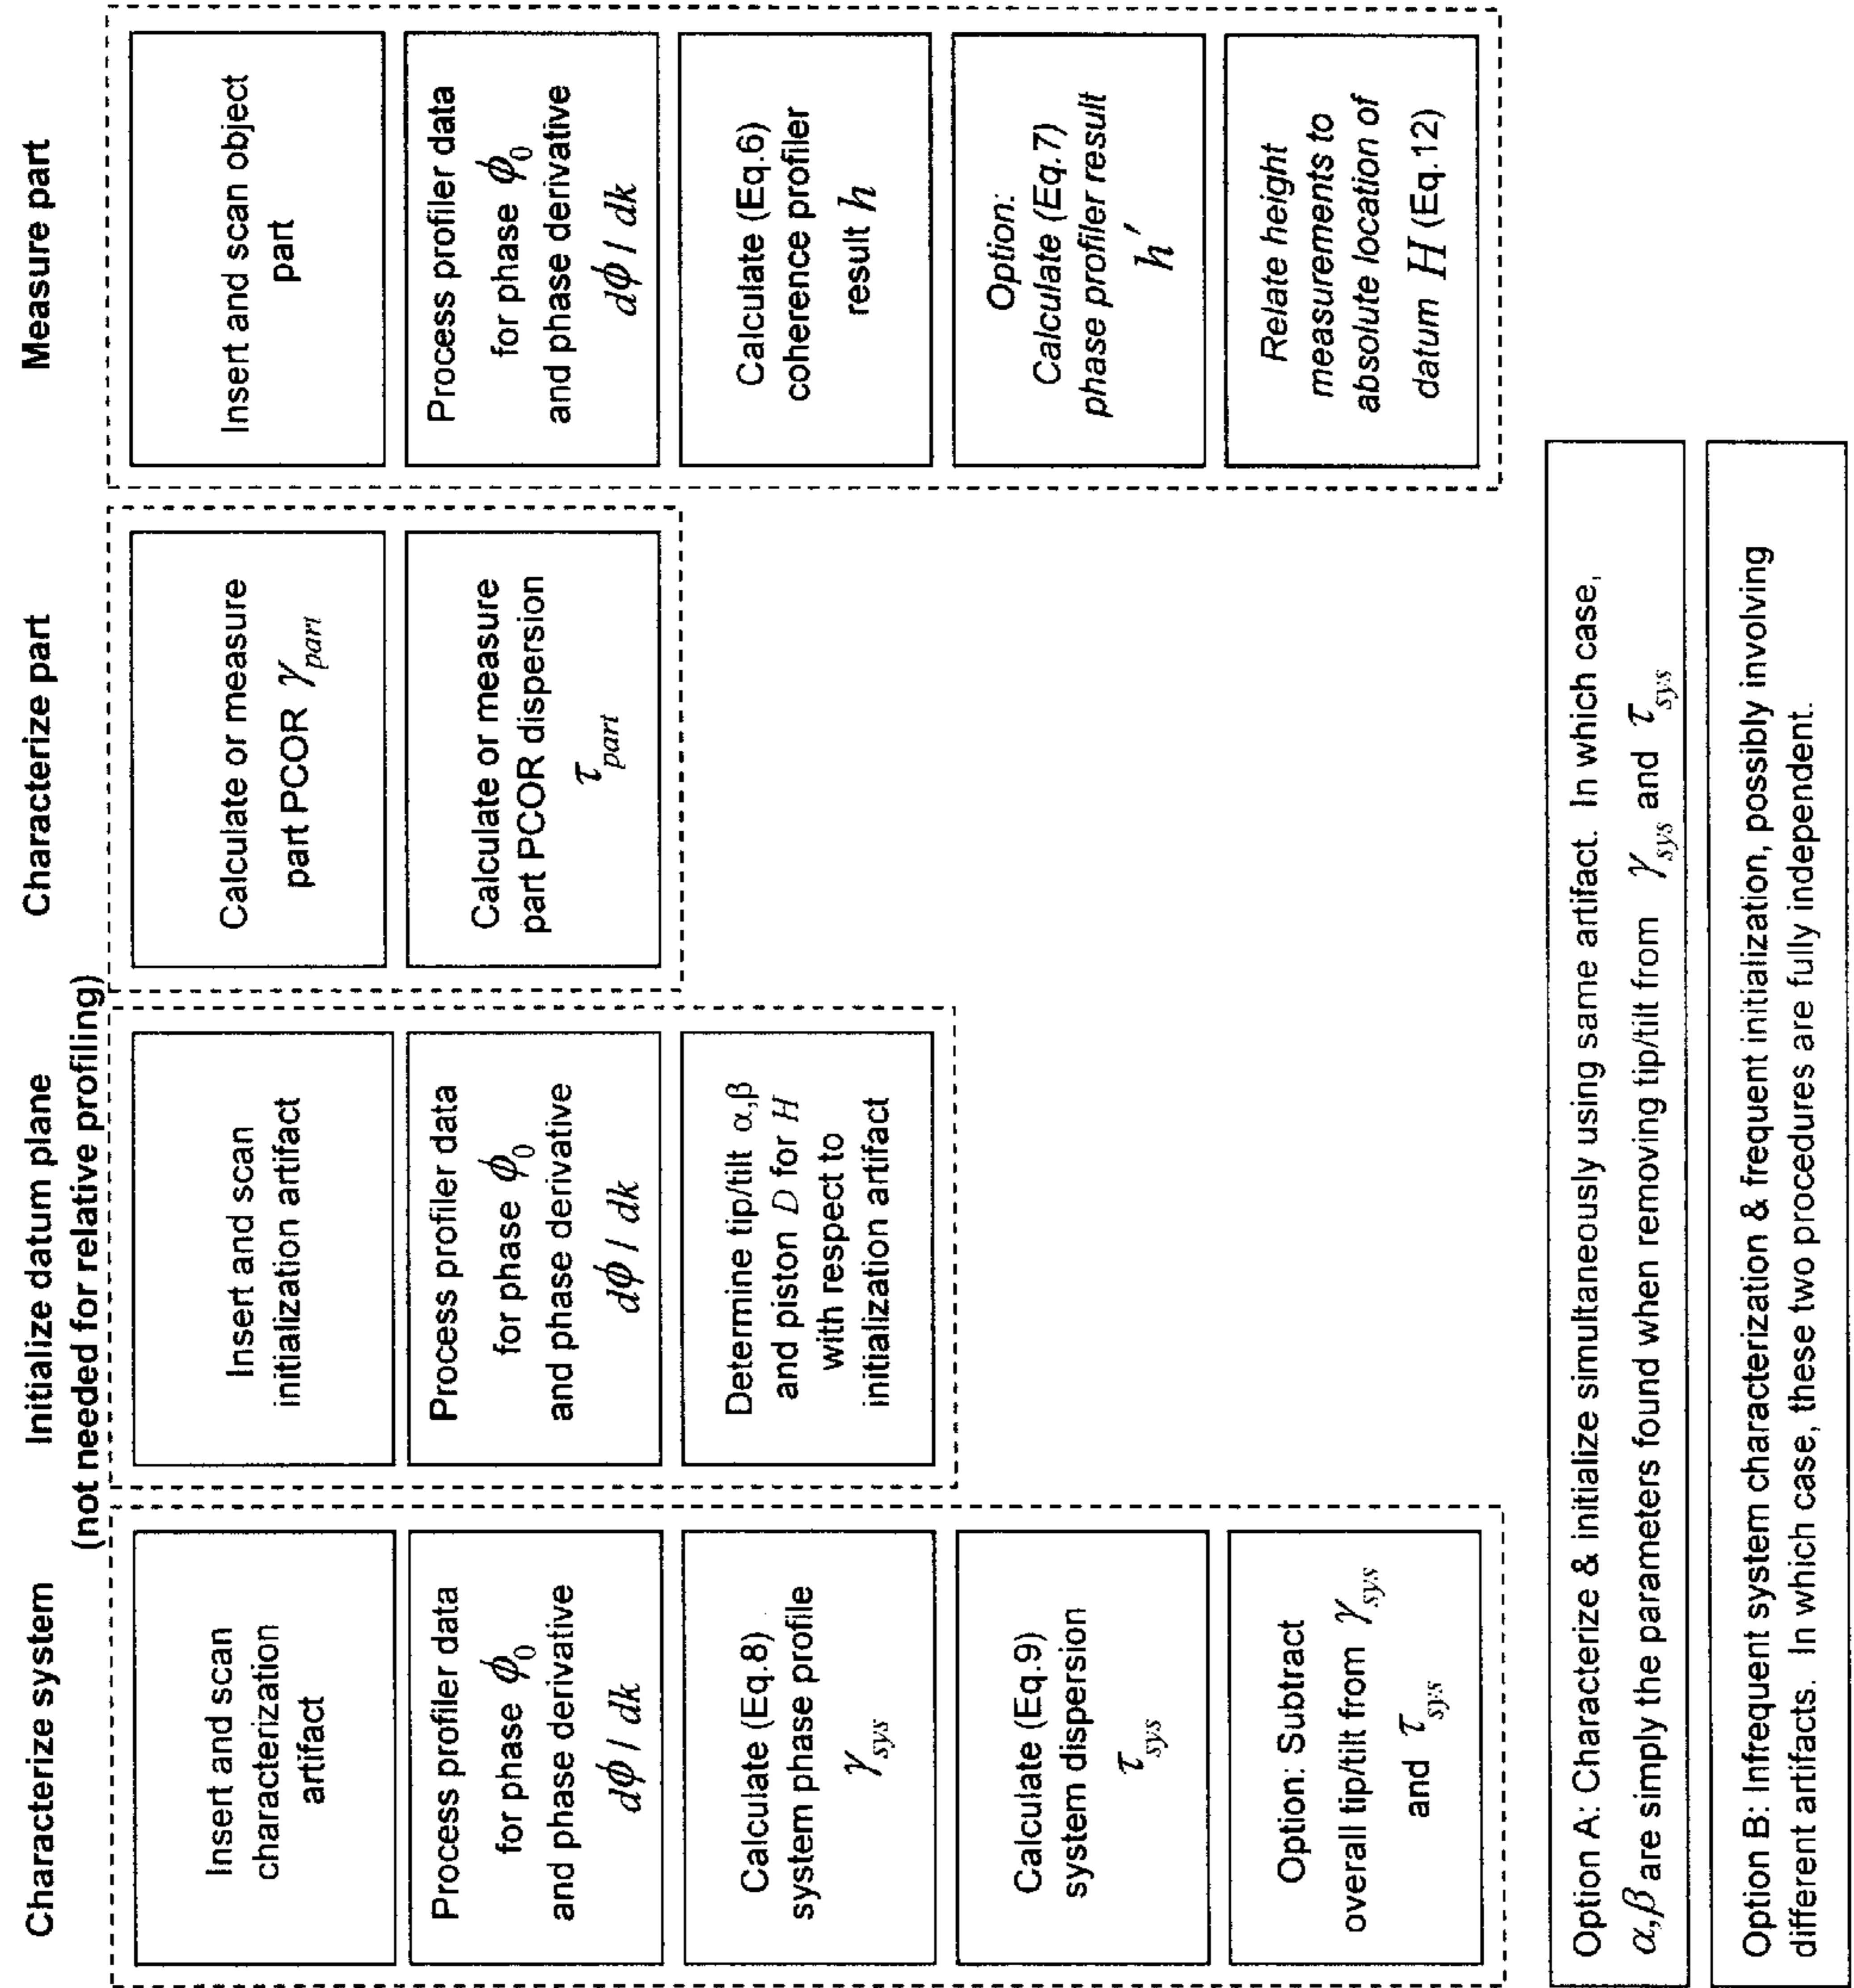 Characterize system
Insert and scan
characterization
artifact
Process profiler data
for phase ϕ₀
and phase derivative
dϕ / dk
Calculate (Eq.8)
system phase profile
γ_sys
Calculate (Eq.9)
system dispersion
τ_sys
Option: Subtract
overall tip/tilt from γ_sys
and τ_sys
Initialize datum plane
(not needed for relative profiling)
Insert and scan
initialization artifact
Process profiler data
for phase ϕ₀
and phase derivative
dϕ / dk
Determine tip/tilt α,β
and piston D for H
with respect to
initialization artifact
Characterize part
Calculate or measure
part PCOR γ_part
Calculate or measure
part PCOR dispersion
τ_part
Measure part
Insert and scan object
part
Process profiler data
for phase ϕ₀
and phase derivative
dϕ / dk
Calculate (Eq.6)
coherence profiler
result h
Option:
Calculate (Eq.7)
phase profiler result
h′
Relate height
measurements to
absolute location of
datum H (Eq.12)
Option A: Characterize & initialize simultaneously using same artifact. In which case,
α,β are simply the parameters found when removing tip/tilt from γ_sys and τ_sys
Option B: Infrequent system characterization & frequent initialization, possibly involving
different artifacts. In which case, these two procedures are fully independent.